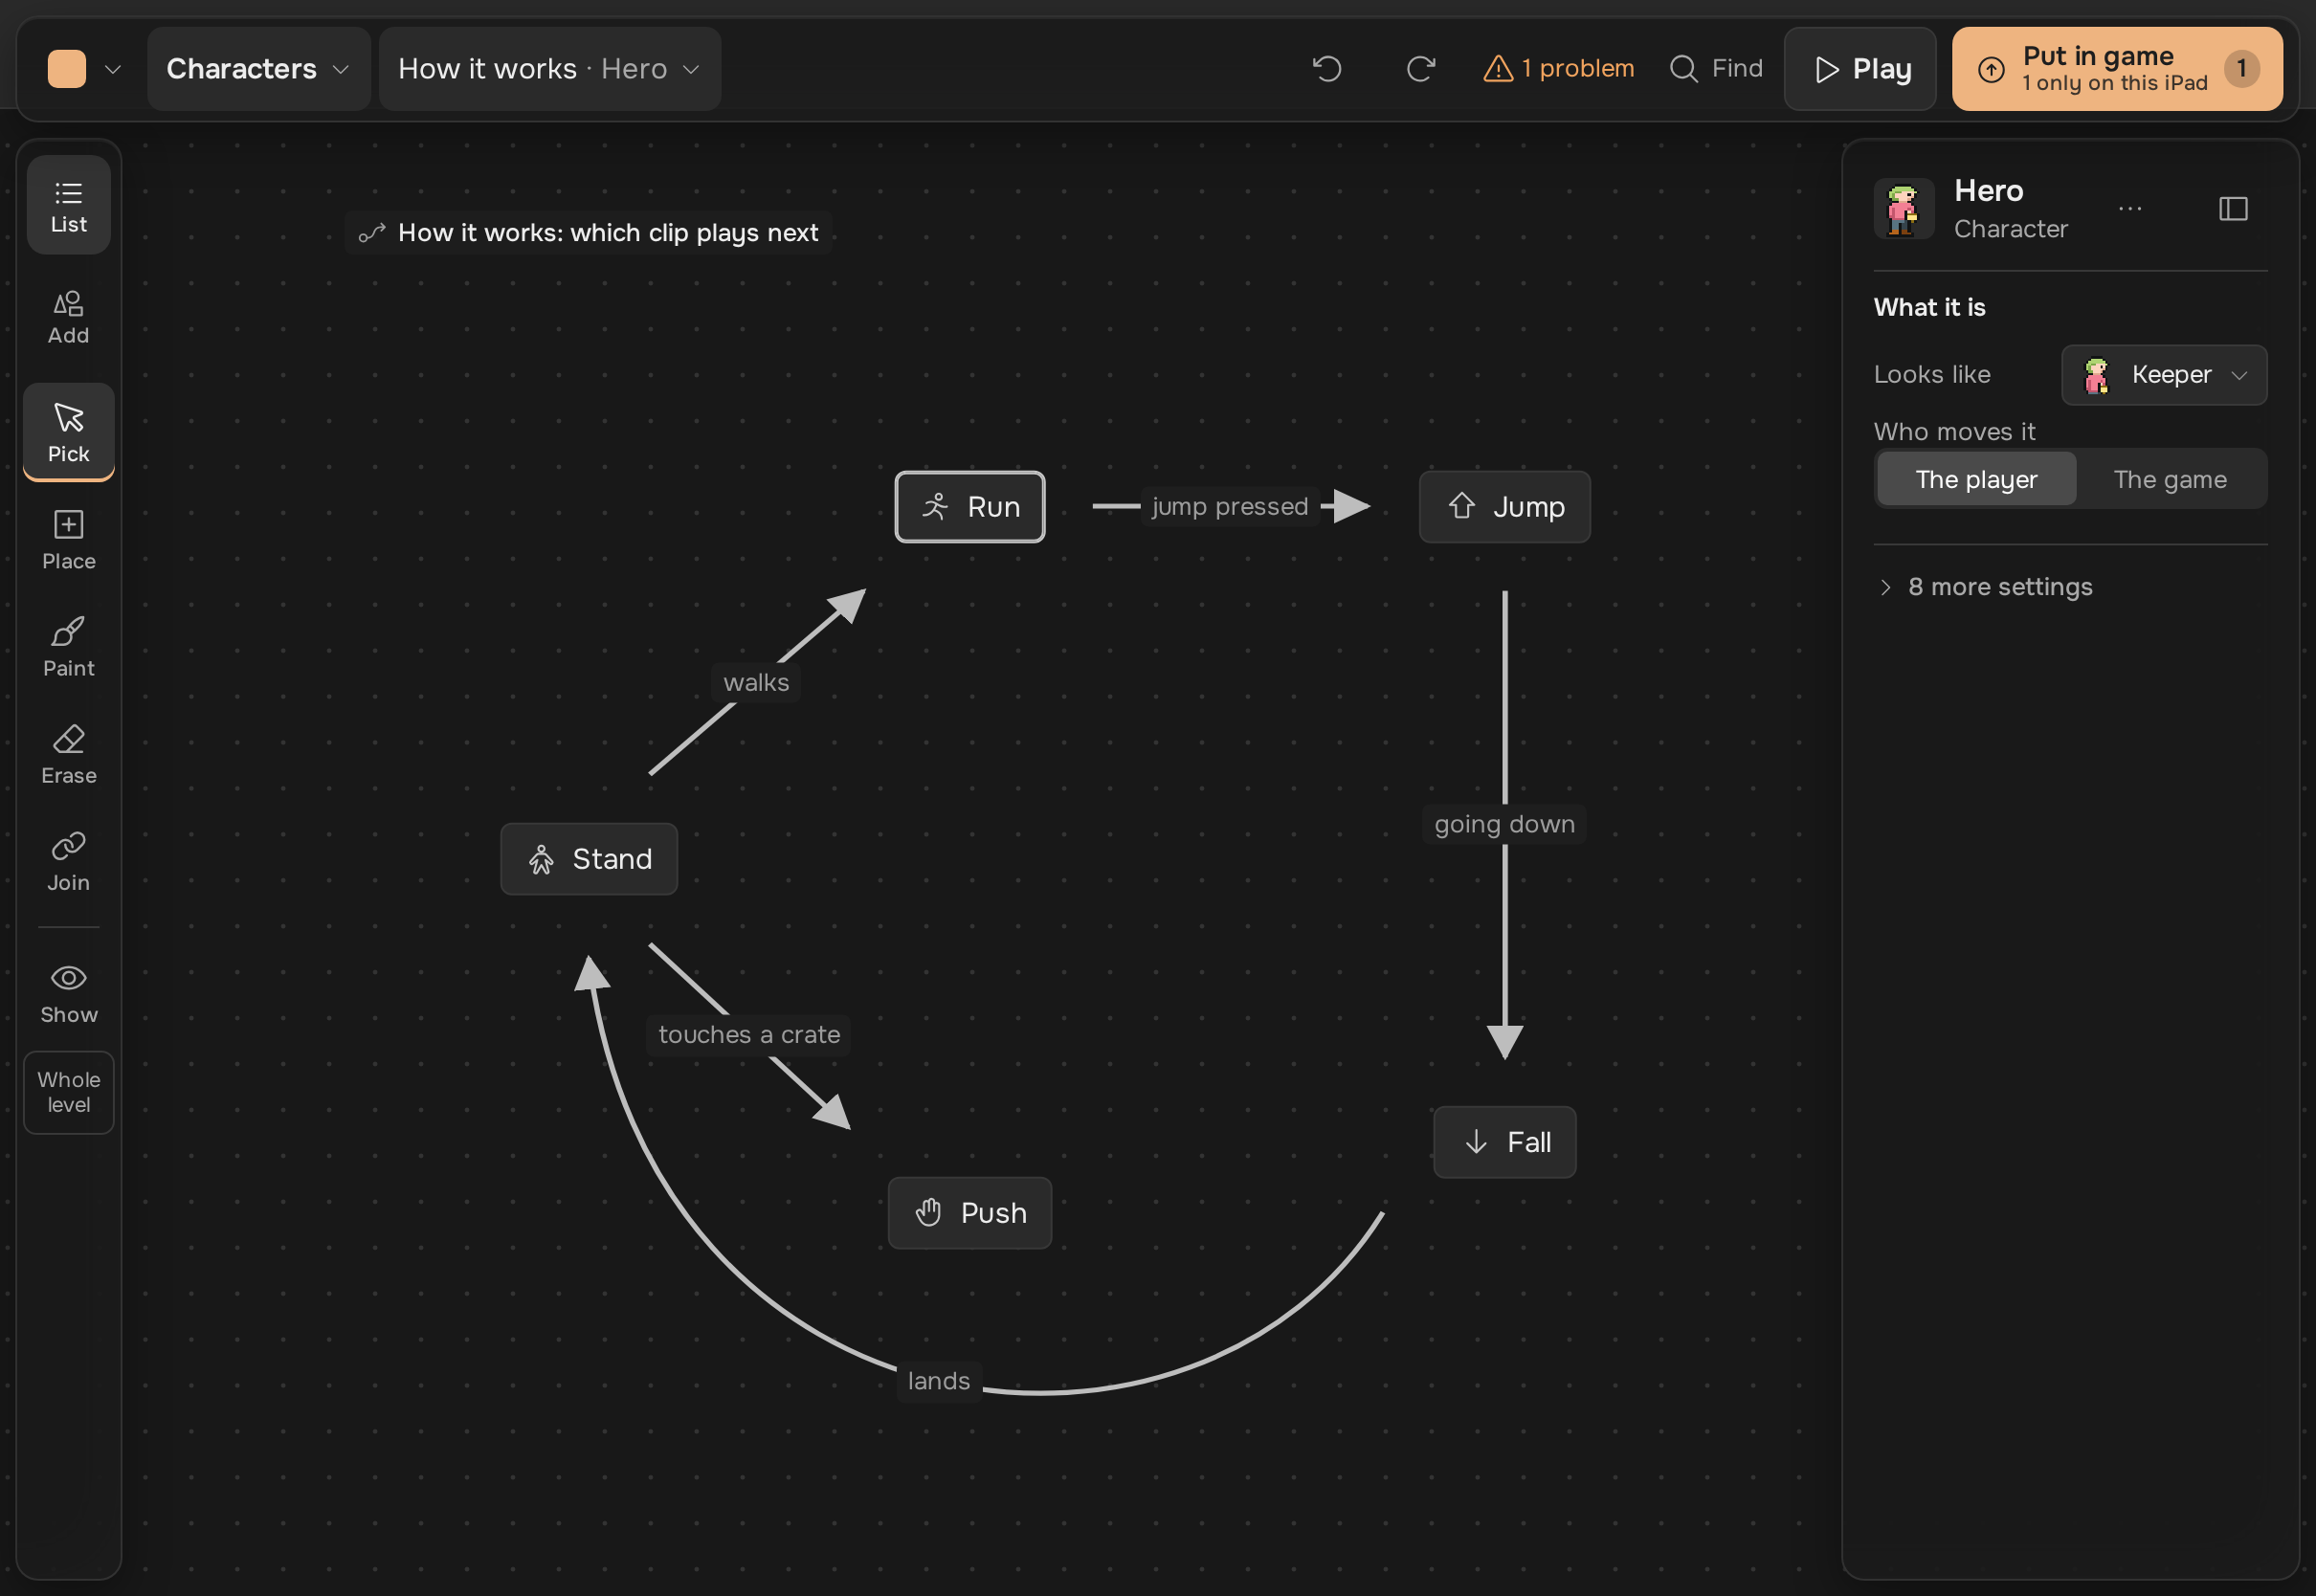 Characters
How it works · Hero
1 problem
Find
Play
Put in game
1 only on this iPad
1
List
Add
Pick
Place
Paint
Erase
Join
Show
Whole
level
How it works: which clip plays next
Run
jump pressed
Jump
walks
going down
Stand
touches a crate
Fall
Push
lands
Hero
Character
What it is
Looks like
Keeper
Who moves it
The player
The game
8 more settings